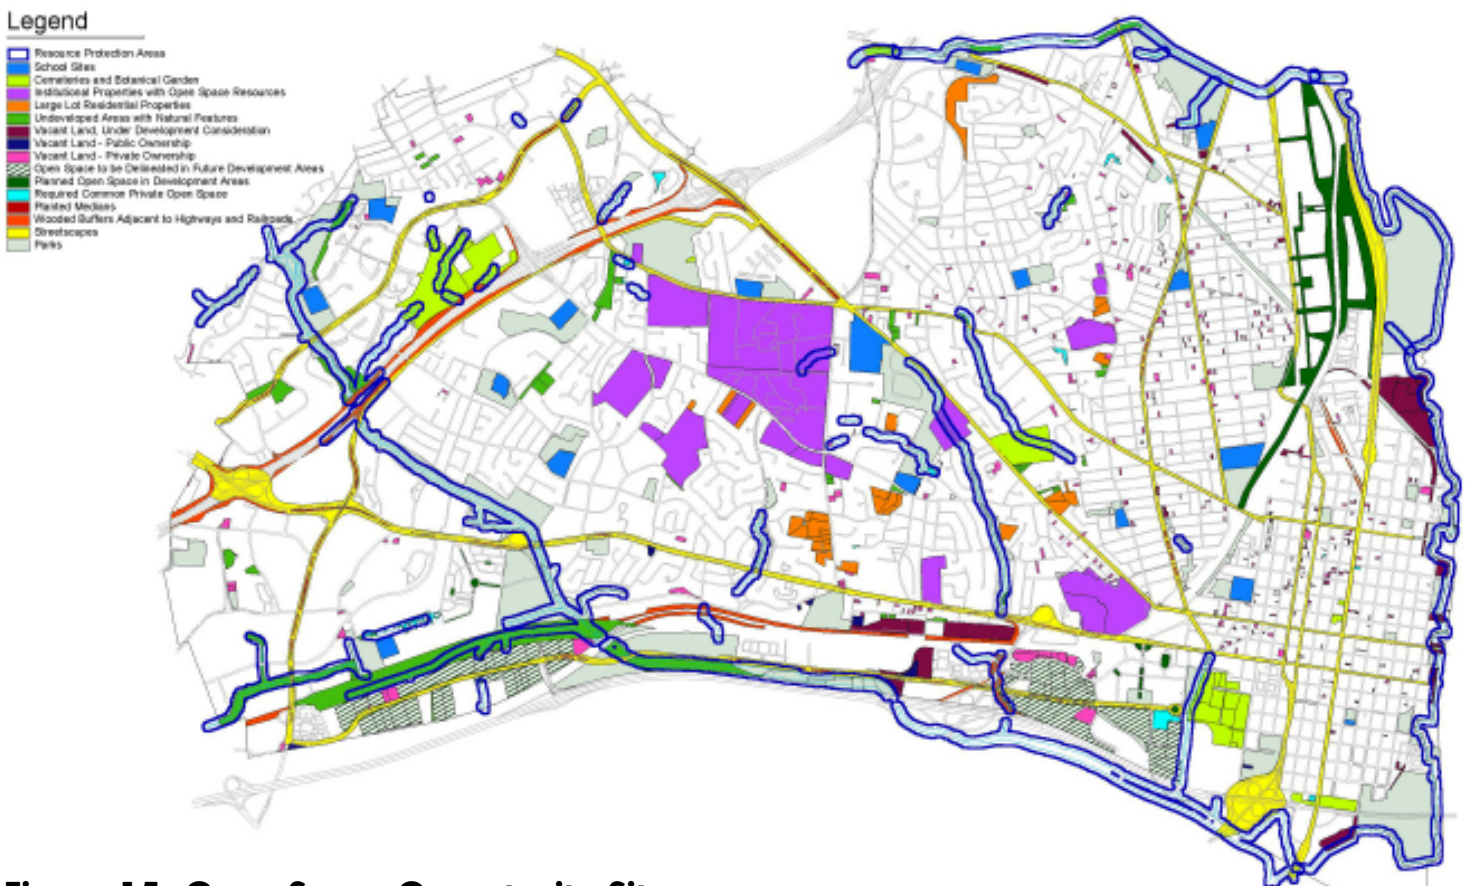 Legend
Resource Protection Areas
School Sites
Cemeteries and Botanical Garden
Institutional Properties with Open Space Resources
Large Lot Residential Properties
Undeveloped Areas with Natural Features
Vacant Land, Under Development Consideration
Vacant Land - Public Ownership
Vacant Land - Private Ownership
Open Space to be Delineated in Future Development Areas
Planned Open Space in Development Areas
Required Common Private Open Space
Planted Medians
Wooded Buffers Adjacent to Highways and Railroads
Streetscapes
Parks